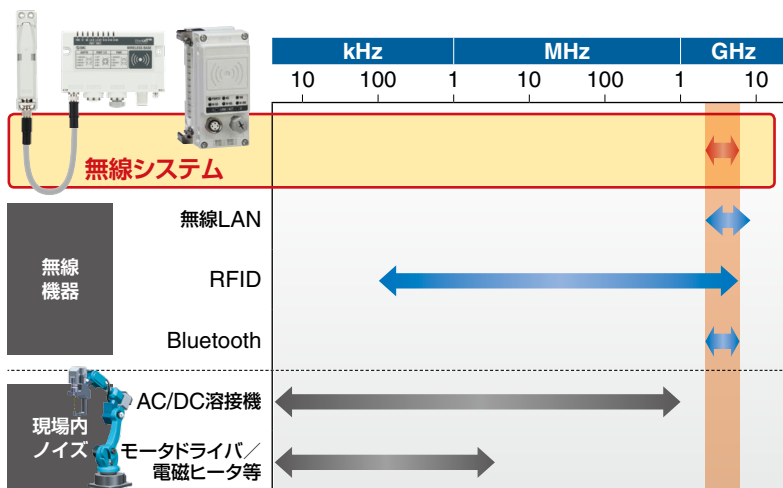 kHz MHz GHz
10 100 1 10 100 1 10
無線システム
無線LAN
無線
機器
RFID
Bluetooth
AC/DC溶接機
現場内
ノイズ
モータドライバ／
電磁ヒータ等